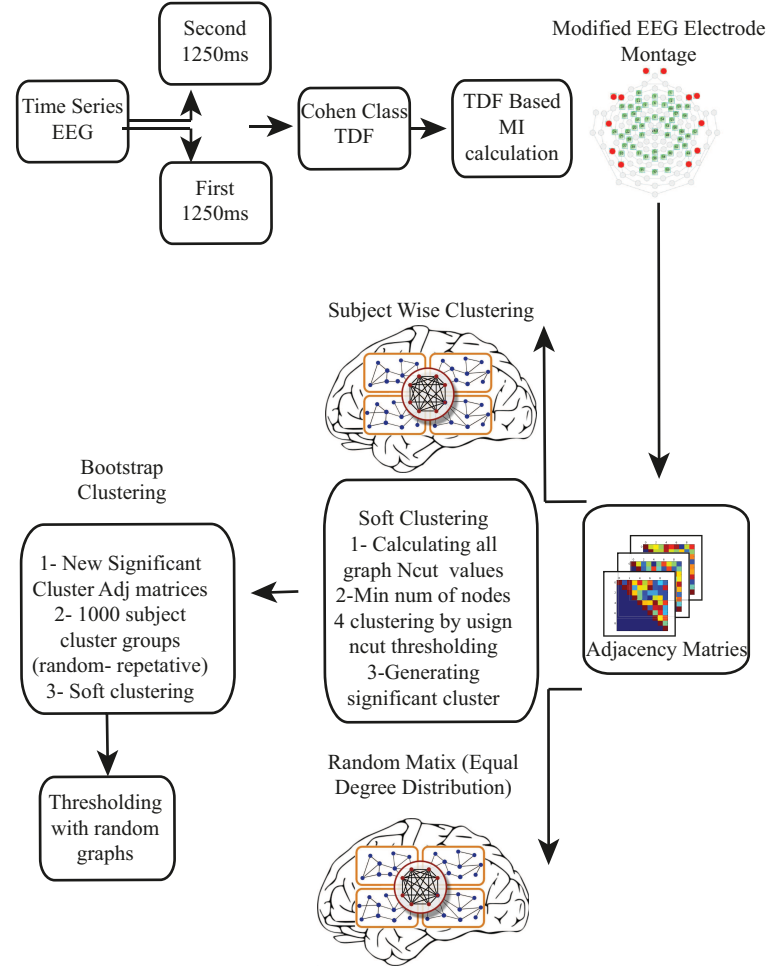 Second
1250ms
Time Series
EEG
First
1250ms
Cohen Class
TDF
TDF Based
MI
calculation
Modified EEG Electrode
Montage
Subject Wise Clustering
Bootstrap
Clustering
1- New Significant
Cluster Adj matrices
2- 1000 subject
cluster groups
(random- repetative)
3- Soft clustering
Soft Clustering
1- Calculating all
graph Ncut values
2-Min num of nodes
4 clustering by usign
ncut thresholding
3-Generating
significant cluster
Adjacency Matries
Random Matix (Equal
Degree Distribution)
Thresholding
with random
graphs